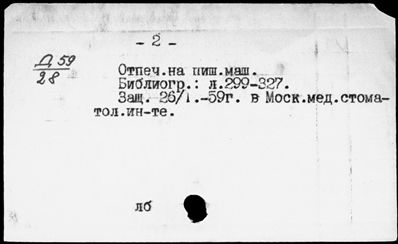 - 2 -
Д 59
28
Отпеч.на пиш.маш.
Библиогр.: л.299-327.
Защ. 26/1.-59г. в Моск.мед.стома-
тол.ин-те.
лб